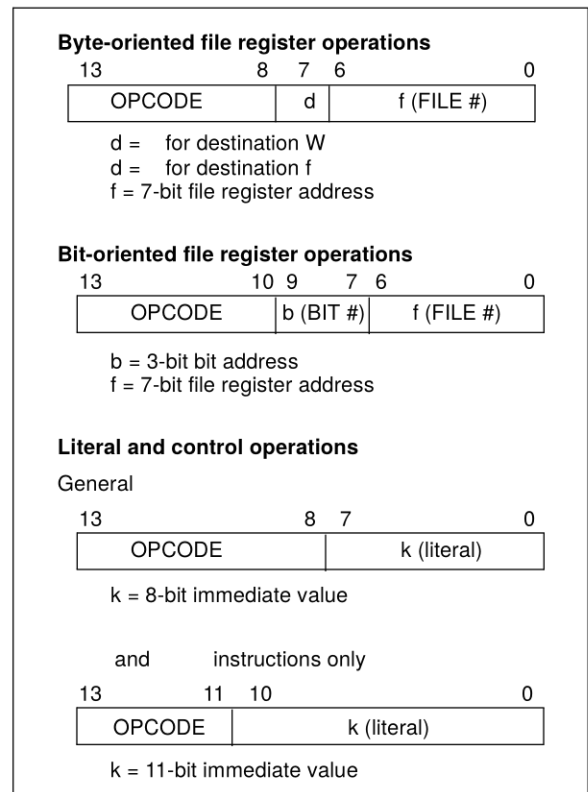 Byte-oriented file register operations
13 8 7 6 0
OPCODE d f (FILE #)
d = for destination W
d = for destination f
f = 7-bit file register address
Bit-oriented file register operations
13 10 9 7 6 0
OPCODE b (BIT #) f (FILE #)
b = 3-bit bit address
f = 7-bit file register address
Literal and control operations
General
13 8 7 0
OPCODE k (literal)
k = 8-bit immediate value
and instructions only
13 11 10 0
OPCODE k (literal)
k = 11-bit immediate value